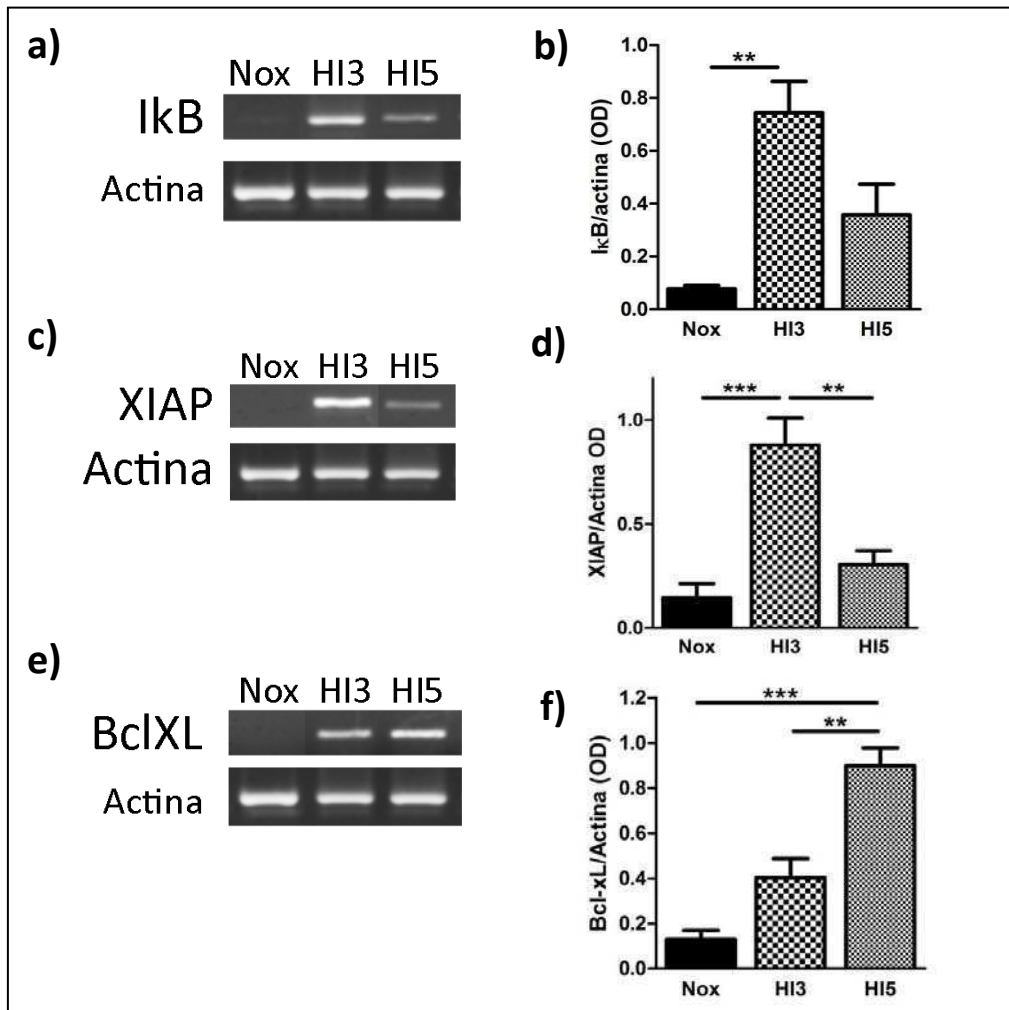 a)
Nox HI3 HI5
IkB
Actina
b)
**
IκB/actina (OD)
1.0
0.8
0.6
0.4
0.2
0.0
Nox HI3 HI5
c)
Nox HI3 HI5
XIAP
Actina
d)
*** **
XIAP/Actina OD
1.0
0.5
0.0
Nox HI3 HI5
e)
Nox HI3 HI5
BclXL
Actina
f)
***
**
Bcl-xL/Actina (OD)
1.2
1.0
0.8
0.6
0.4
0.2
0.0
Nox HI3 HI5